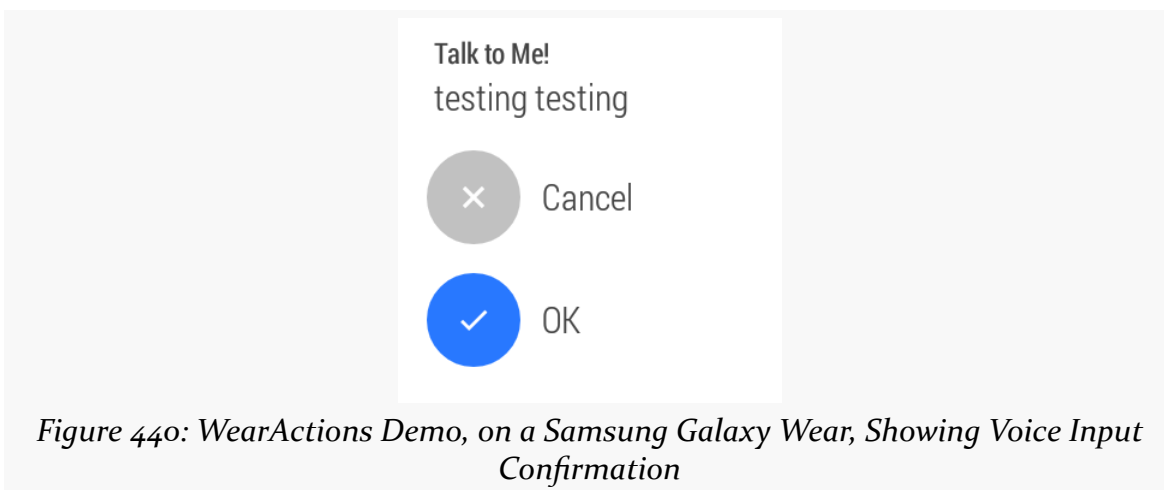 Talk to Me!
testing testing
Cancel
OK
Figure 440: WearActions Demo, on a Samsung Galaxy Wear, Showing Voice Input
Confirmation